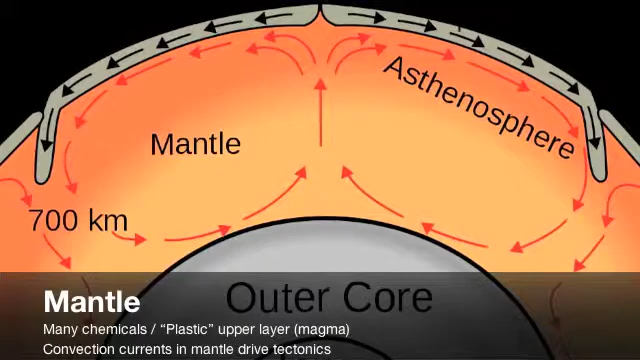 Asthenosphere
Mantle
700 km
Outer Core
Mantle
Many chemicals / “Plastic” upper layer (magma)
Convection currents in mantle drive tectonics